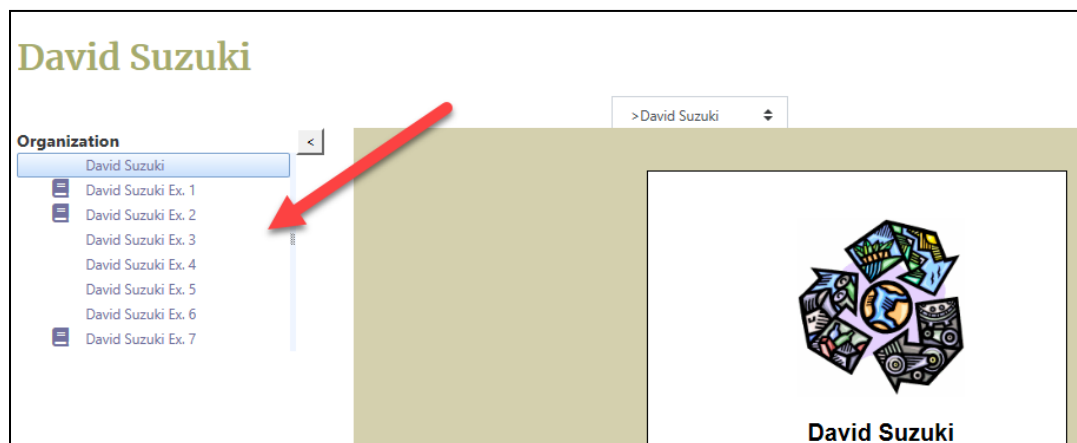 David Suzuki
>David Suzuki
Organization
<
David Suzuki
David Suzuki Ex. 1
David Suzuki Ex. 2
David Suzuki Ex. 3
David Suzuki Ex. 4
David Suzuki Ex. 5
David Suzuki Ex. 6
David Suzuki Ex. 7
David Suzuki